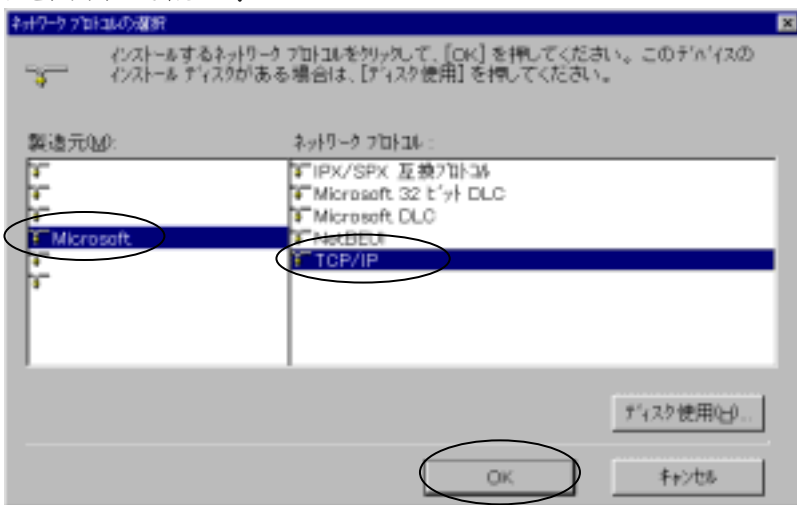 ネットワーク プロトコルの選択
インストールするネットワーク プロトコルをクリックして、[OK] を押してください。このデバイスの
インストール ディスクがある場合は、[ディスク使用] を押してください。
製造元(M):
ネットワーク プロトコル :
IPX/SPX 互換プロトコル
Microsoft 32 ビット DLC
Microsoft DLC
Microsoft
NetBEUI
TCP/IP
ディスク使用(H)...
OK
キャンセル